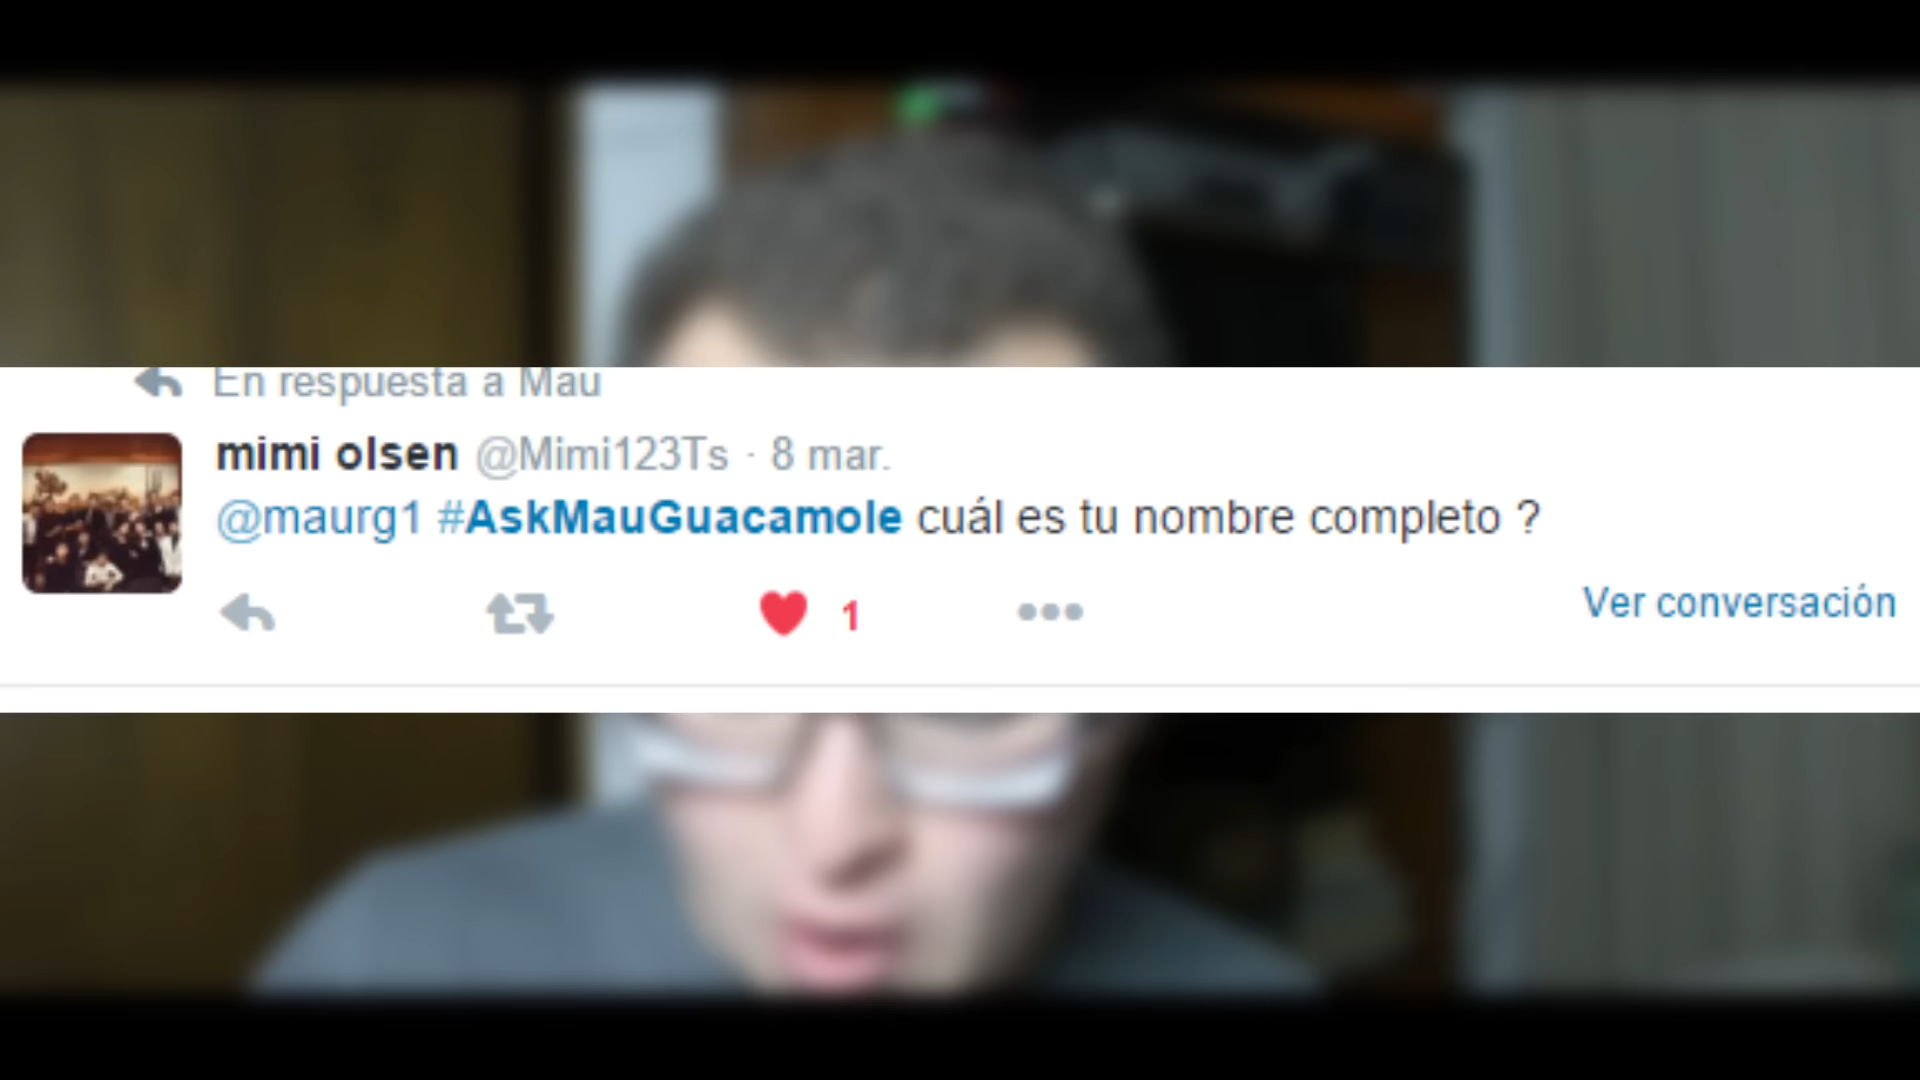 En respuesta a Mau
mimi olsen @Mimi123Ts · 8 mar.
@maurg1 #AskMauGuacamole cuál es tu nombre completo ?
1
Ver conversación